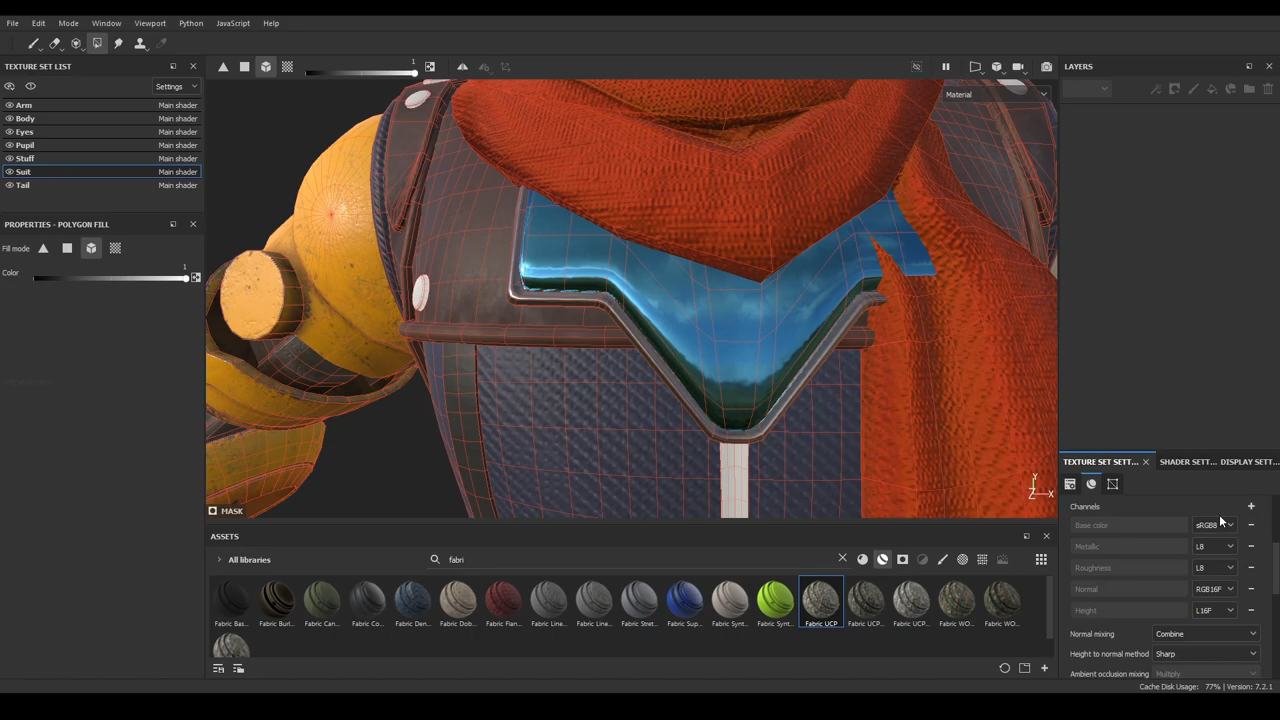 File Edit Mode Window Viewport Python JavaScript Help
TEXTURE SET LIST
Settings
Arm Main shader
Body Main shader
Eyes Main shader
Pupil Main shader
Stuff Main shader
Suit Main shader
Tail Main shader
PROPERTIES - POLYGON FILL
Fill mode
Color 1
1
Material
Y
Z X
MASK
ASSETS
All libraries fabri
Fabric Bas... Fabric Burl... Fabric Can... Fabric Co... Fabric Den... Fabric Dob... Fabric Flan... Fabric Line... Fabric Line... Fabric Stret... Fabric Sup... Fabric Synt... Fabric Synt... Fabric UCP Fabric UCP... Fabric UCP... Fabric WO... Fabric WO...
LAYERS
TEXTURE SET SETT... SHADER SETT... DISPLAY SETT...
Channels
Base color sRGB8
Metallic L8
Roughness L8
Normal RGB16F
Height L16F
Normal mixing Combine
Height to normal method Sharp
Ambient occlusion mixing Multiply
Cache Disk Usage: 77% | Version: 7.2.1